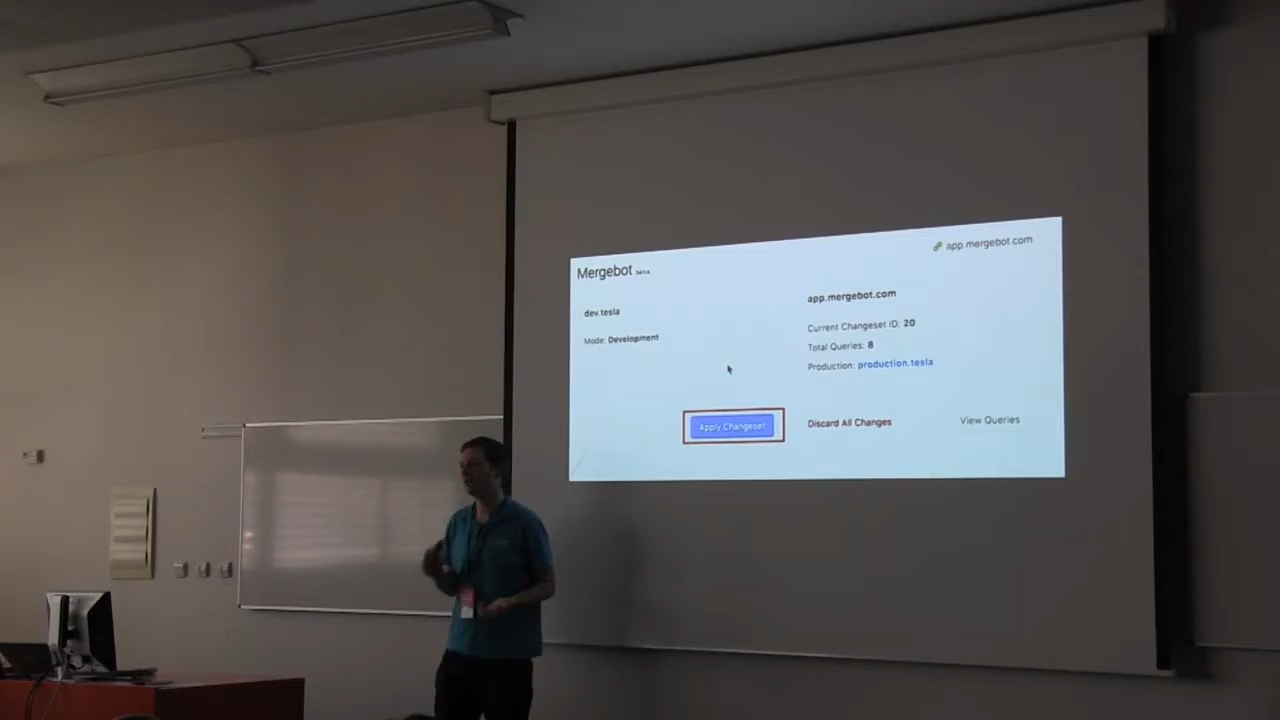 app.mergebot.com
Mergebot beta
dev.tesla
Mode: Development
app.mergebot.com
Current Changeset ID: 20
Total Queries: 8
Production: production.tesla
Apply Changeset
Discard All Changes
View Queries